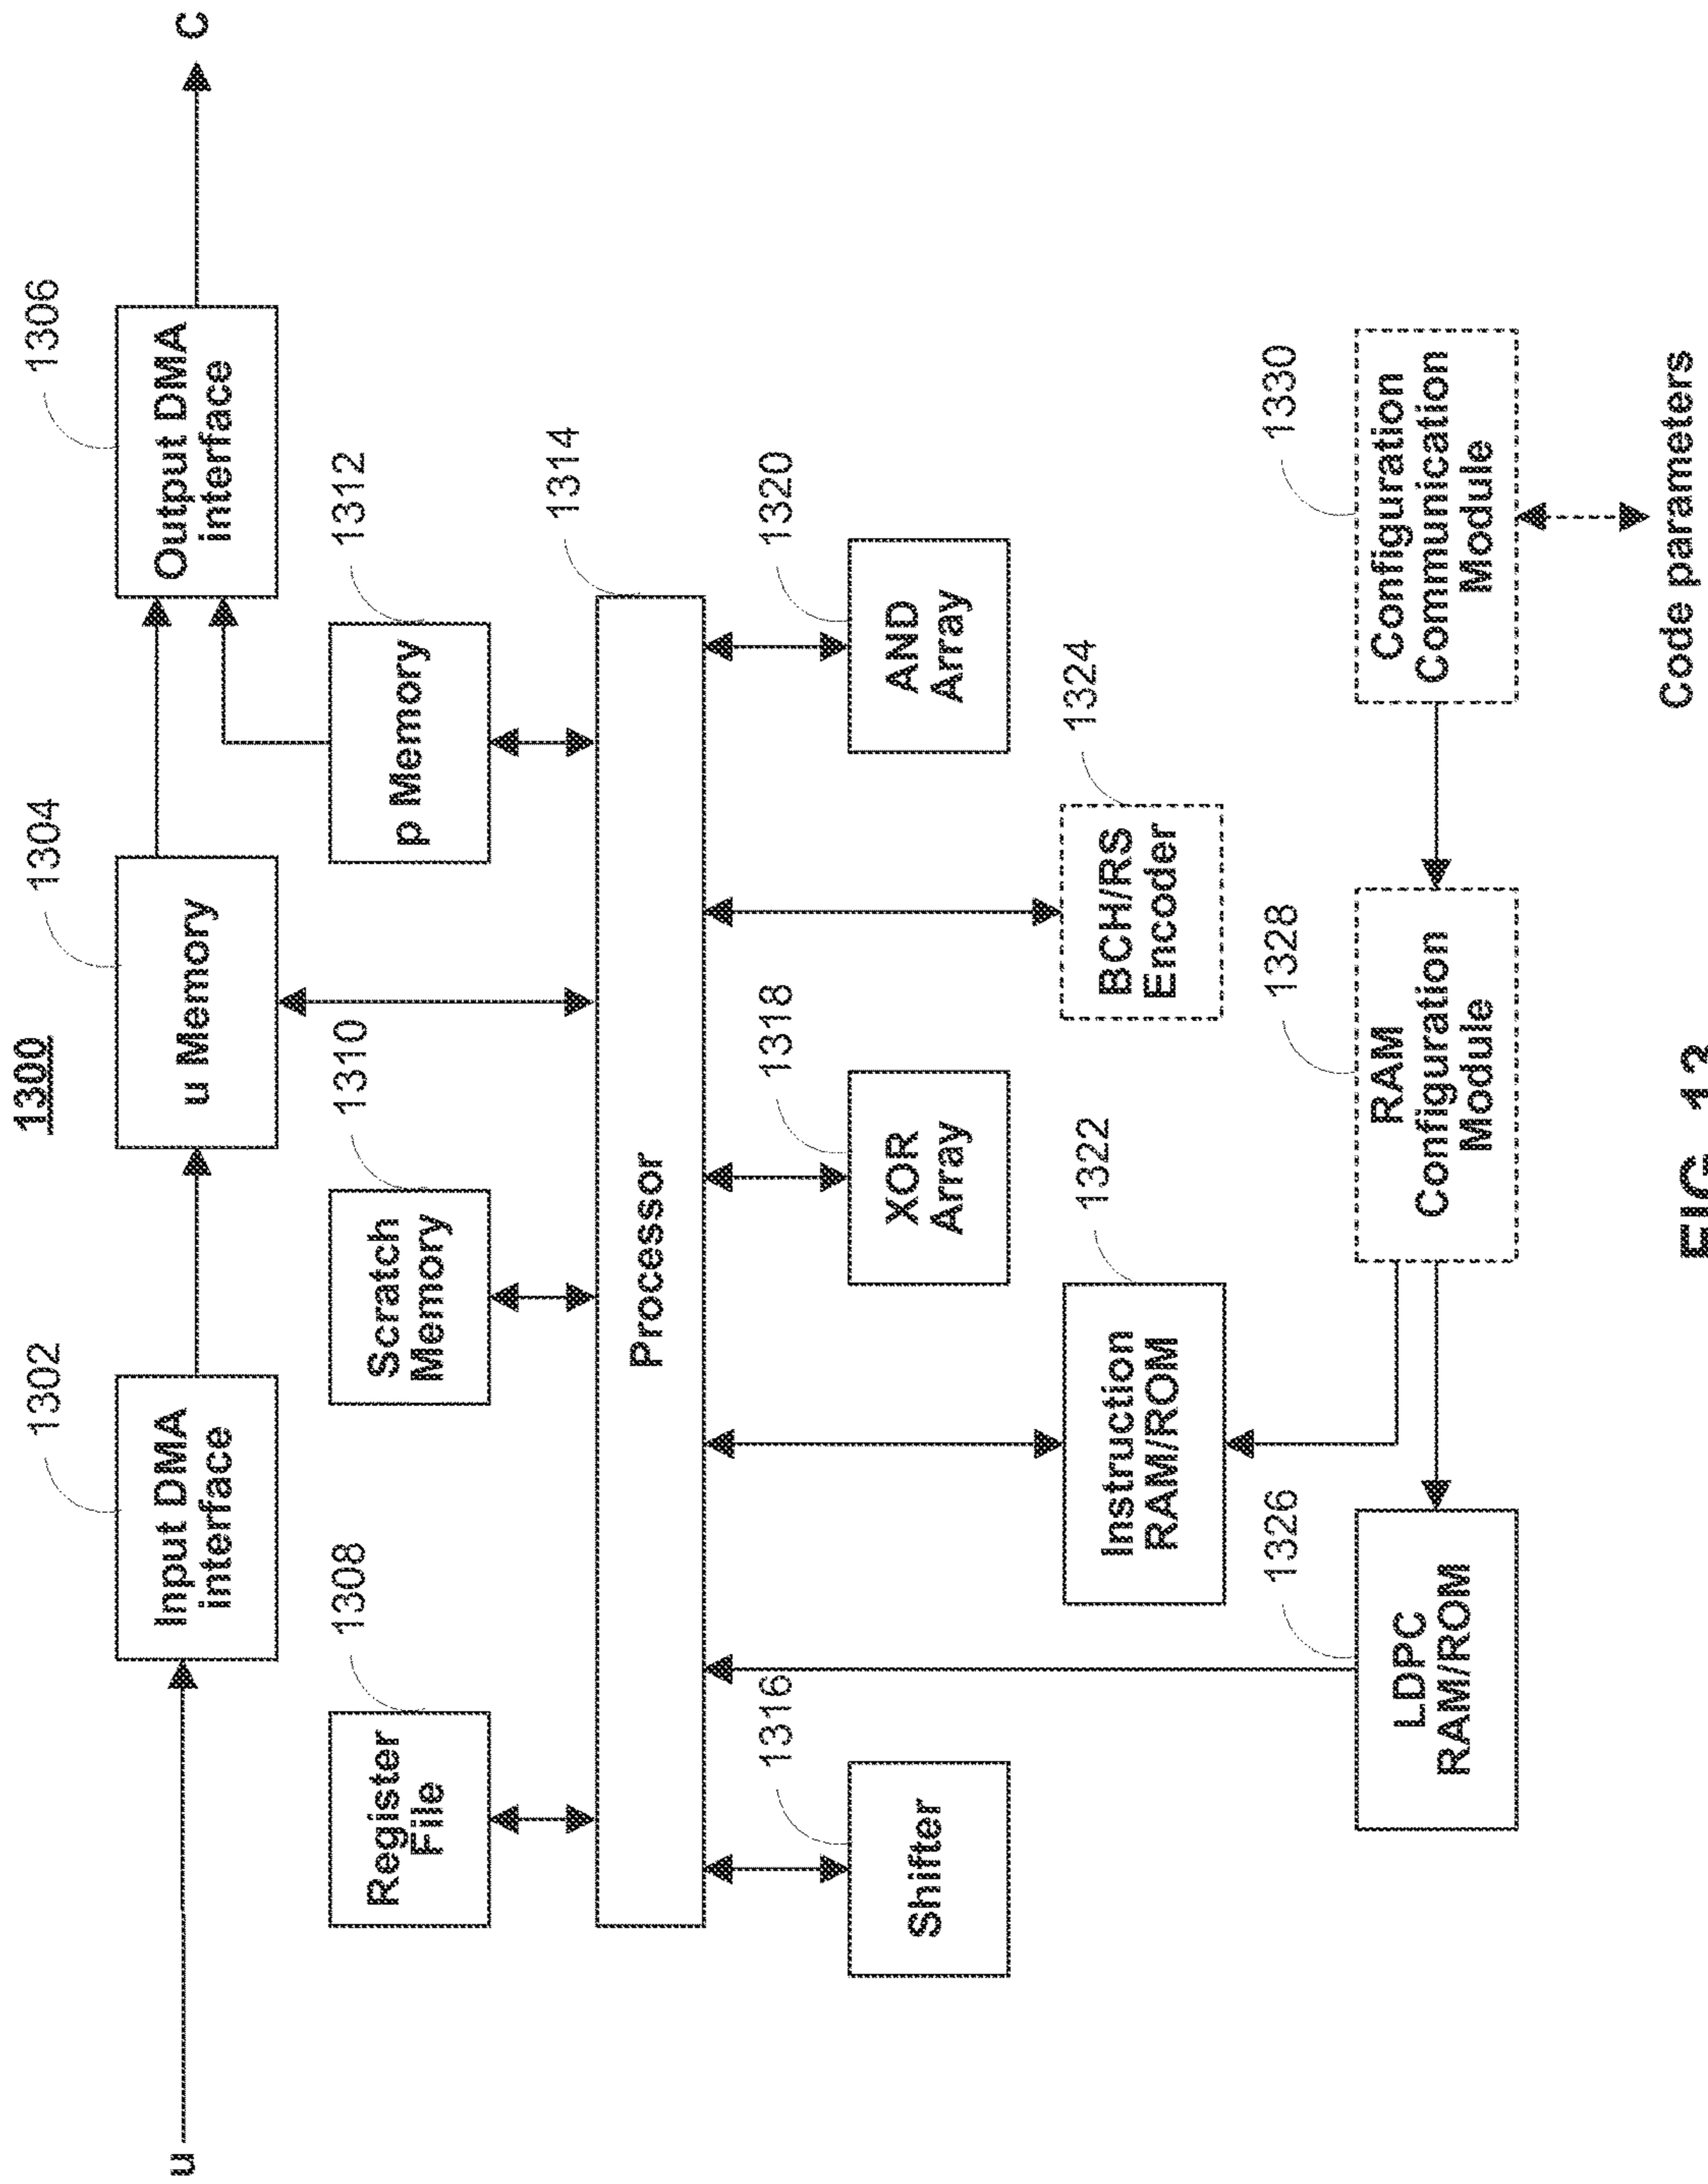 1300
u
1302
Input DMA
interface
1304
u Memory
1306
Output DMA
interface
C
1308
Register
File
1310
Scratch
Memory
1312
p Memory
1314
Processor
1316
Shifter
1318
XOR
Array
1320
AND
Array
1322
Instruction
RAM/ROM
1324
BCH/RS
Encoder
1326
LDPC
RAM/ROM
1328
RAM
Configuration
Module
1330
Configuration
Communication
Module
Code parameters
FIG. 13